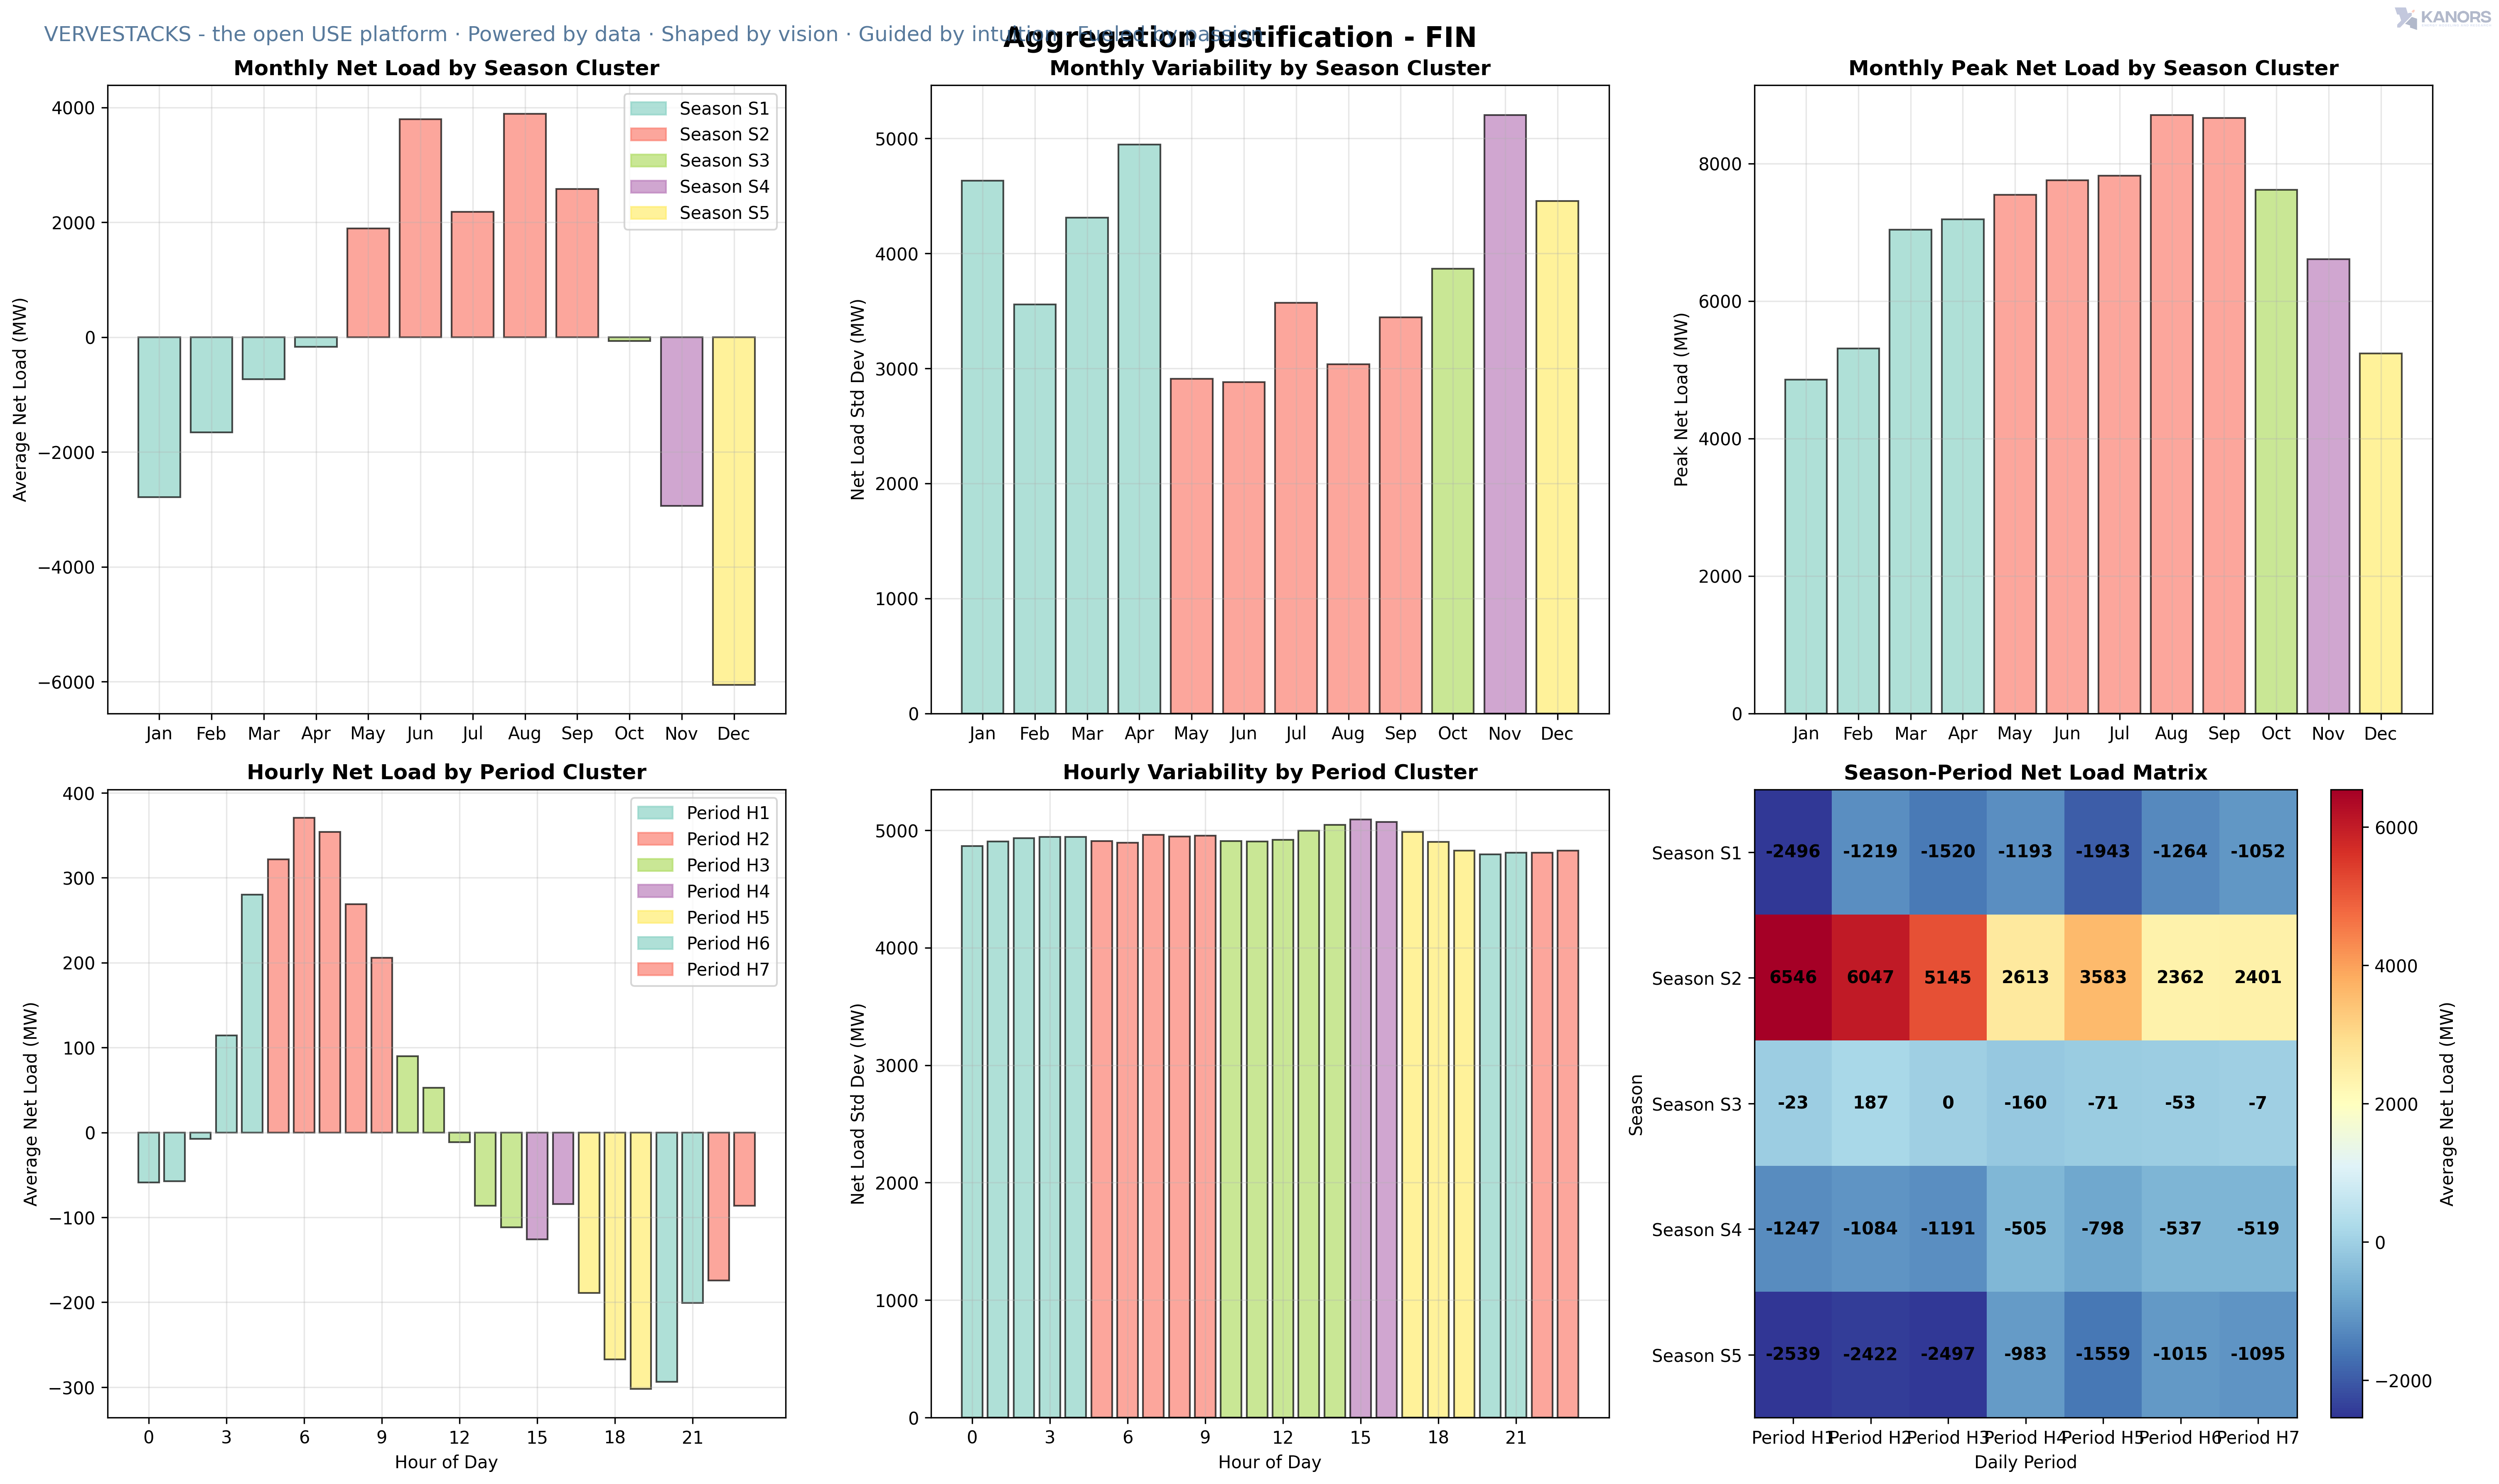 KANORS
VERVESTACKS - the open USE platform · Powered by data · Shaped by vision · Guided by intuition · Fueled by passion
Aggregation Justification - FIN
Monthly Net Load by Season Cluster
4000
2000
0
−2000
−4000
−6000
Average Net Load (MW)
Season S1
Season S2
Season S3
Season S4
Season S5
Jan Feb Mar Apr May Jun Jul Aug Sep Oct Nov Dec
Monthly Variability by Season Cluster
5000
4000
3000
2000
1000
0
Net Load Std Dev (MW)
Jan Feb Mar Apr May Jun Jul Aug Sep Oct Nov Dec
Monthly Peak Net Load by Season Cluster
8000
6000
4000
2000
0
Peak Net Load (MW)
Jan Feb Mar Apr May Jun Jul Aug Sep Oct Nov Dec
Hourly Net Load by Period Cluster
400
300
200
100
0
−100
−200
−300
Average Net Load (MW)
Period H1
Period H2
Period H3
Period H4
Period H5
Period H6
Period H7
0 3 6 9 12 15 18 21
Hour of Day
Hourly Variability by Period Cluster
5000
4000
3000
2000
1000
0
Net Load Std Dev (MW)
0 3 6 9 12 15 18 21
Hour of Day
Season-Period Net Load Matrix
Season
Season S1 -2496 -1219 -1520 -1193 -1943 -1264 -1052
Season S2 6546 6047 5145 2613 3583 2362 2401
Season S3 -23 187 0 -160 -71 -53 -7
Season S4 -1247 -1084 -1191 -505 -798 -537 -519
Season S5 -2539 -2422 -2497 -983 -1559 -1015 -1095
Period H1 Period H2 Period H3 Period H4 Period H5 Period H6 Period H7
Daily Period
6000
4000
2000
0
−2000
Average Net Load (MW)